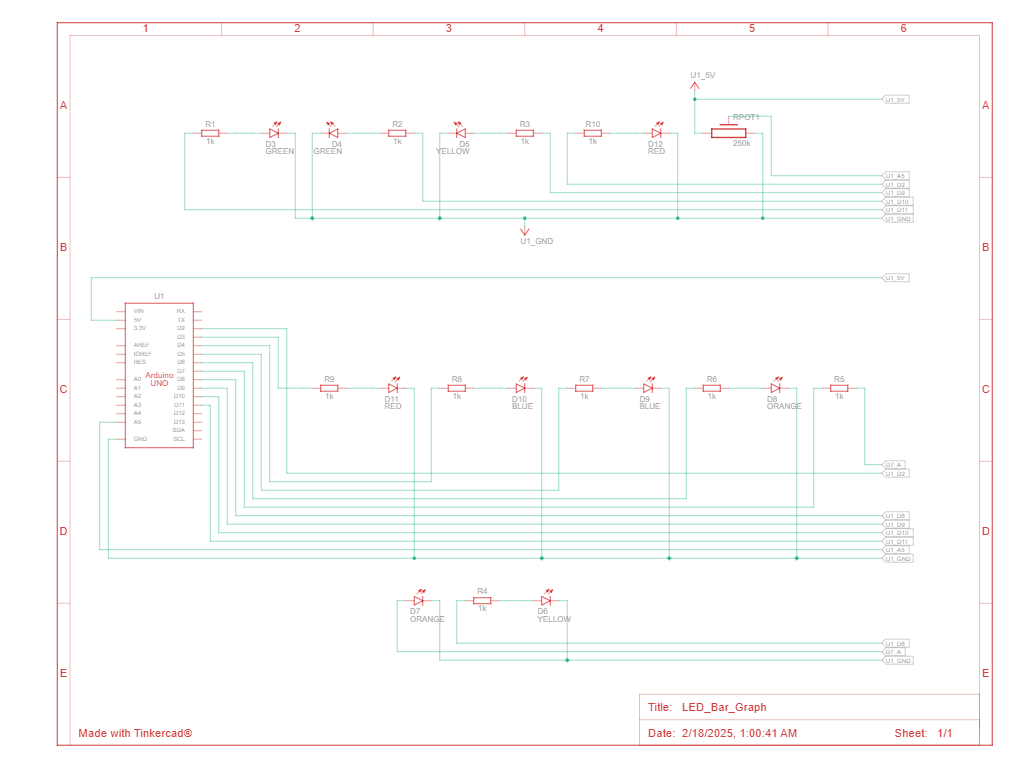 1 2 3 4 5 6
A A
U1_5V
U1_5V
R1 R2 R3 R10 RPOT1
1k 1k 1k 1k 250k
D3 D4 D5 D12
GREEN GREEN YELLOW RED
U1_A5
U1_D2
U1_D9
U1_D10
U1_D11
U1_GND
U1_GND
B B
U1_5V
U1
VIN RX
5V TX
3.3V D2
D3
AREF D4
IOREF D5
RES D6
D7
A0 D8
A1 D9
A2 D10
A3 D11
A4 D12
A5 D13
SDA
GND SCL
Arduino
UNO
C C
R9 R8 R7 R6 R5
1k 1k 1k 1k 1k
D11 D10 D9 D8
RED BLUE BLUE ORANGE
D7_A
U1_D2
D D
U1_D8
U1_D9
U1_D10
U1_D11
U1_A5
U1_GND
R4
1k
D7 D6
ORANGE YELLOW
U1_D8
D7_A
U1_GND
E E
Title: LED_Bar_Graph
Made with Tinkercad®
Date: 2/18/2025, 1:00:41 AM Sheet: 1/1